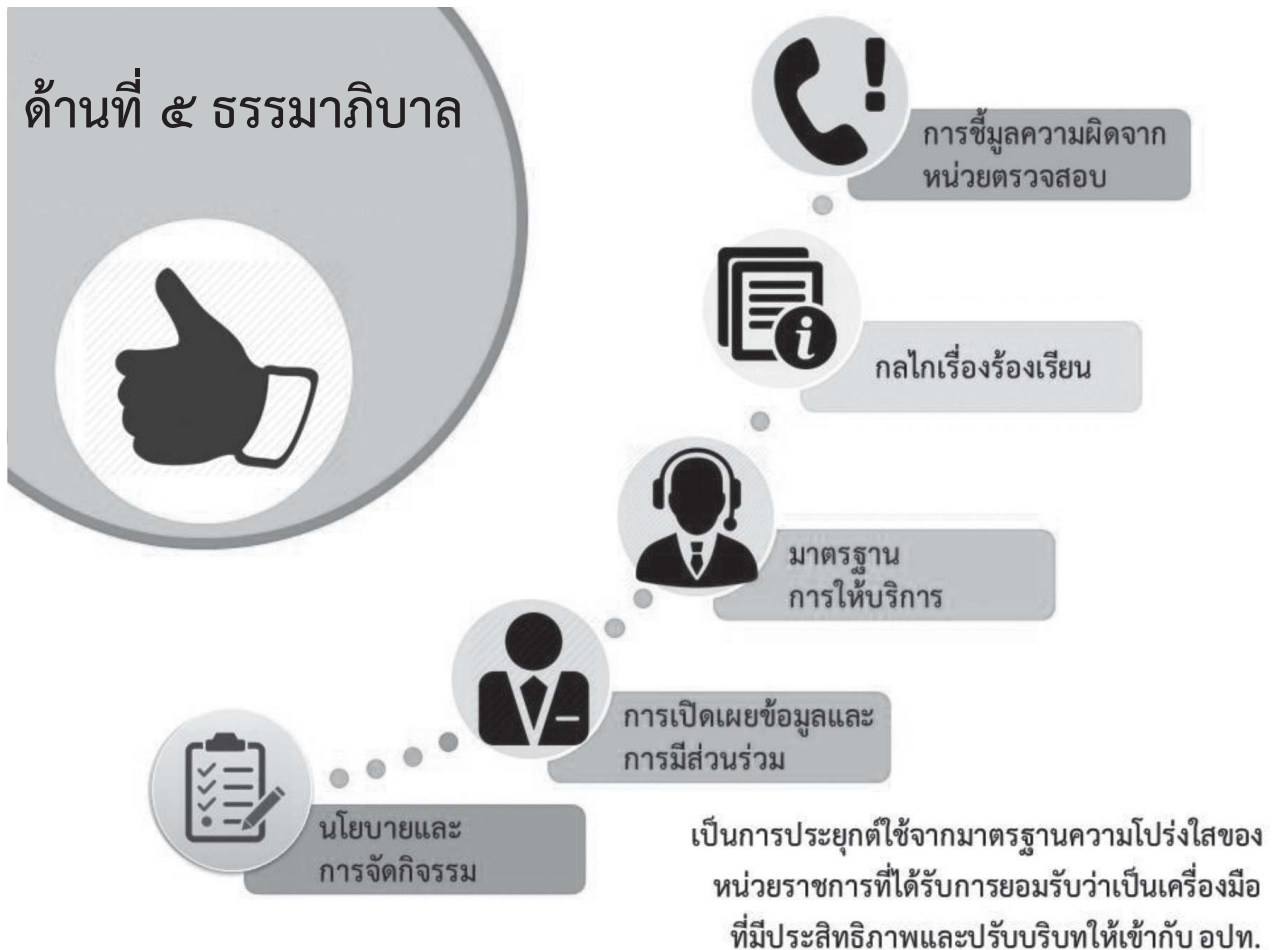 ด้านที่ ๕ ธรรมาภิบาล
การชี้มูลความผิดจาก
หน่วยตรวจสอบ
กลไกเรื่องร้องเรียน
มาตรฐาน
การให้บริการ
การเปิดเผยข้อมูลและ
การมีส่วนร่วม
นโยบายและ
การจัดกิจกรรม
เป็นการประยุกต์ใช้จากมาตรฐานความโปร่งใสของ
หน่วยราชการที่ได้รับการยอมรับว่าเป็นเครื่องมือ
ที่มีประสิทธิภาพและปรับบริบทให้เข้ากับ อปท.